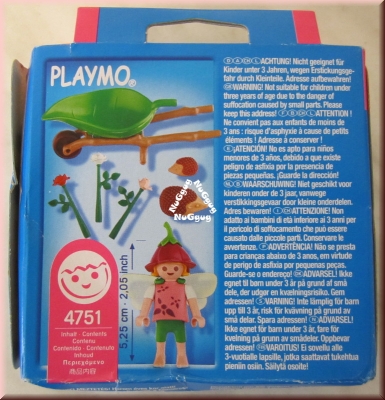 PLAYMO®
NuGgug
NuGgug
NuGgug
5,25 cm - 2,05 inch
4751
Inhalt · Contents
Contenu
Contenido · Contenuto
Inhoud
Περιεχόμενα
商品内容
ACHTUNG! Nicht geeignet für
Kinder unter 3 Jahren, wegen Erstickungsge-
fahr durch Kleinteile. Adresse aufbewahren!
WARNING! Not suitable for children under
three years of age due to the danger of
suffocation caused by small parts. Please
keep this address! ATTENTION!
Ne convient pas aux enfants de moins de
3 ans : risque d'asphyxie à cause de petits
éléments ! Adresse à conserver !
¡ATENCIÓN! No es apto para niños
menores de 3 años, debido a que existe
peligro de asfixia por la presencia de
piezas pequeñas. ¡Guarde la dirección!
WAARSCHUWING! Niet geschikt voor
kinderen onder de 3 jaar, vanwege
verstikkingsgevaar door kleine onderdelen.
Adres bewaren! ATTENZIONE! Non
adatto ai bambini di età inferiore ai 3 anni per
il pericolo di soffocamento che può essere
causato dalle piccole parti. Conservare
l'indirizzo. ADVERTÊNCIA! Não se presta
para crianças abaixo de 3 anos, em virtude
de perigo de asfixia por pequenas peças.
Guarde-se o endereço! ADVARSEL! Ikke
egnet til børn under 3 år grund af at små
dele, der udgør en kvælningsrisiko. Gem
adressen! VARNING! Inte lämplig för barn
upp till 3 år, risk för kvävning på grund av
små delar. Spara adressen! ADVARSEL!
Ikke egnet for barn under 3 år, fare for
kvelning på grunn av smådeler. Oppbevar
adressen! VAROITUS! Ei sovellu alle
3-vuotiaille lapsille, jotka saattavat tukehtua
pieniin osiin. Säilytä osoite!